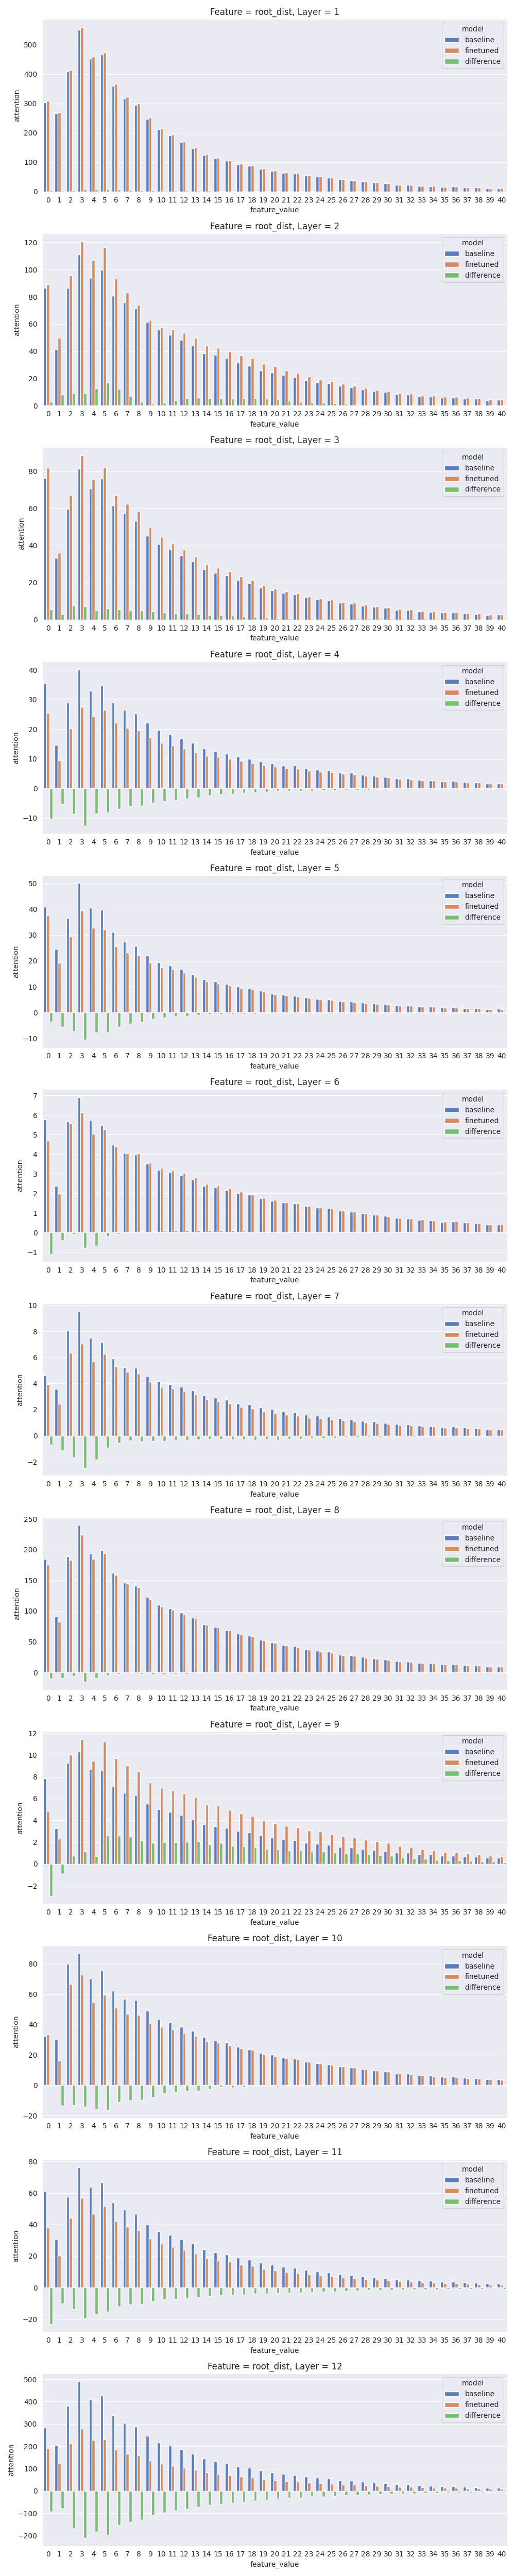 Feature = root_dist, Layer = 1
model
baseline
finetuned
difference
attention
500
400
300
200
100
0
0 1 2 3 4 5 6 7 8 9 10 11 12 13 14 15 16 17 18 19 20 21 22 23 24 25 26 27 28 29 30 31 32 33 34 35 36 37 38 39 40
feature_value
Feature = root_dist, Layer = 2
model
baseline
finetuned
difference
attention
120
100
80
60
40
20
0
0 1 2 3 4 5 6 7 8 9 10 11 12 13 14 15 16 17 18 19 20 21 22 23 24 25 26 27 28 29 30 31 32 33 34 35 36 37 38 39 40
feature_value
Feature = root_dist, Layer = 3
model
baseline
finetuned
difference
attention
80
60
40
20
0
0 1 2 3 4 5 6 7 8 9 10 11 12 13 14 15 16 17 18 19 20 21 22 23 24 25 26 27 28 29 30 31 32 33 34 35 36 37 38 39 40
feature_value
Feature = root_dist, Layer = 4
model
baseline
finetuned
difference
attention
40
30
20
10
0
−10
0 1 2 3 4 5 6 7 8 9 10 11 12 13 14 15 16 17 18 19 20 21 22 23 24 25 26 27 28 29 30 31 32 33 34 35 36 37 38 39 40
feature_value
Feature = root_dist, Layer = 5
model
baseline
finetuned
difference
attention
50
40
30
20
10
0
−10
0 1 2 3 4 5 6 7 8 9 10 11 12 13 14 15 16 17 18 19 20 21 22 23 24 25 26 27 28 29 30 31 32 33 34 35 36 37 38 39 40
feature_value
Feature = root_dist, Layer = 6
model
baseline
finetuned
difference
attention
7
6
5
4
3
2
1
0
−1
0 1 2 3 4 5 6 7 8 9 10 11 12 13 14 15 16 17 18 19 20 21 22 23 24 25 26 27 28 29 30 31 32 33 34 35 36 37 38 39 40
feature_value
Feature = root_dist, Layer = 7
model
baseline
finetuned
difference
attention
10
8
6
4
2
0
−2
0 1 2 3 4 5 6 7 8 9 10 11 12 13 14 15 16 17 18 19 20 21 22 23 24 25 26 27 28 29 30 31 32 33 34 35 36 37 38 39 40
feature_value
Feature = root_dist, Layer = 8
model
baseline
finetuned
difference
attention
250
200
150
100
50
0
0 1 2 3 4 5 6 7 8 9 10 11 12 13 14 15 16 17 18 19 20 21 22 23 24 25 26 27 28 29 30 31 32 33 34 35 36 37 38 39 40
feature_value
Feature = root_dist, Layer = 9
model
baseline
finetuned
difference
attention
12
10
8
6
4
2
0
−2
0 1 2 3 4 5 6 7 8 9 10 11 12 13 14 15 16 17 18 19 20 21 22 23 24 25 26 27 28 29 30 31 32 33 34 35 36 37 38 39 40
feature_value
Feature = root_dist, Layer = 10
model
baseline
finetuned
difference
attention
80
60
40
20
0
−20
0 1 2 3 4 5 6 7 8 9 10 11 12 13 14 15 16 17 18 19 20 21 22 23 24 25 26 27 28 29 30 31 32 33 34 35 36 37 38 39 40
feature_value
Feature = root_dist, Layer = 11
model
baseline
finetuned
difference
attention
80
60
40
20
0
−20
0 1 2 3 4 5 6 7 8 9 10 11 12 13 14 15 16 17 18 19 20 21 22 23 24 25 26 27 28 29 30 31 32 33 34 35 36 37 38 39 40
feature_value
Feature = root_dist, Layer = 12
model
baseline
finetuned
difference
attention
500
400
300
200
100
0
−100
−200
0 1 2 3 4 5 6 7 8 9 10 11 12 13 14 15 16 17 18 19 20 21 22 23 24 25 26 27 28 29 30 31 32 33 34 35 36 37 38 39 40
feature_value